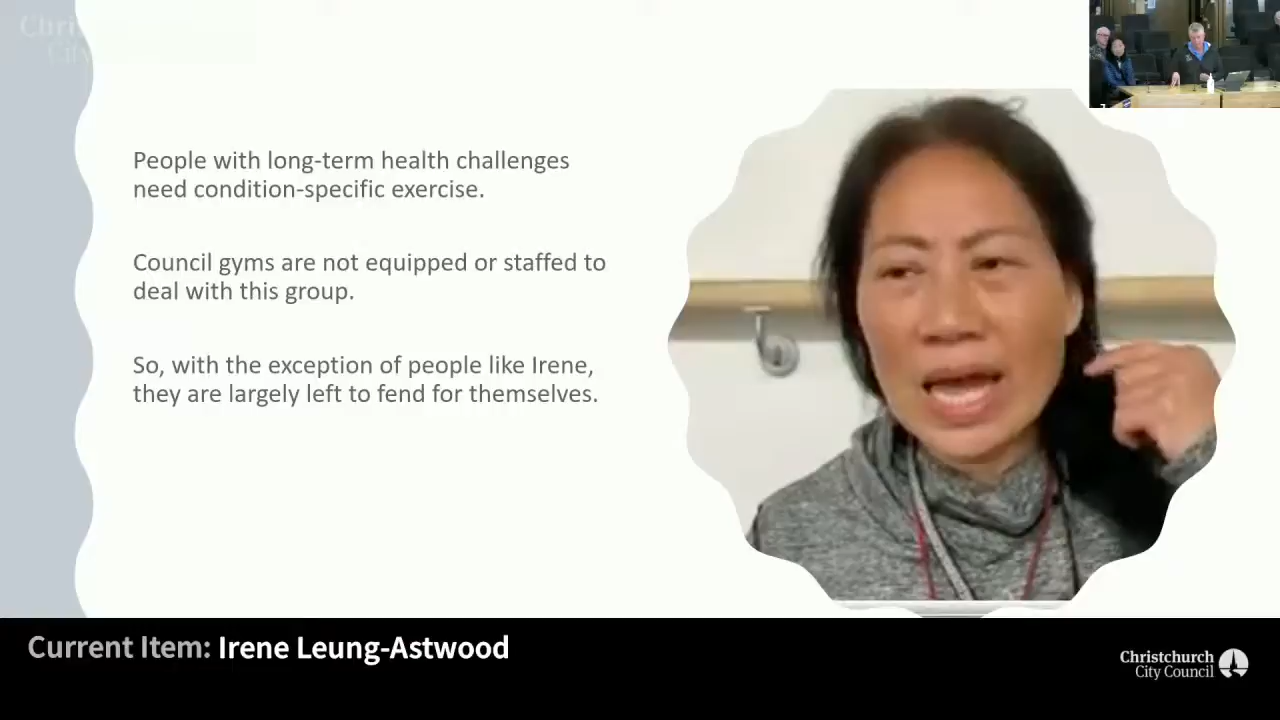 People with long-term health challenges
need condition-specific exercise.
Council gyms are not equipped or staffed to
deal with this group.
So, with the exception of people like Irene,
they are largely left to fend for themselves.
Current Item: Irene Leung-Astwood
Christchurch
City Council